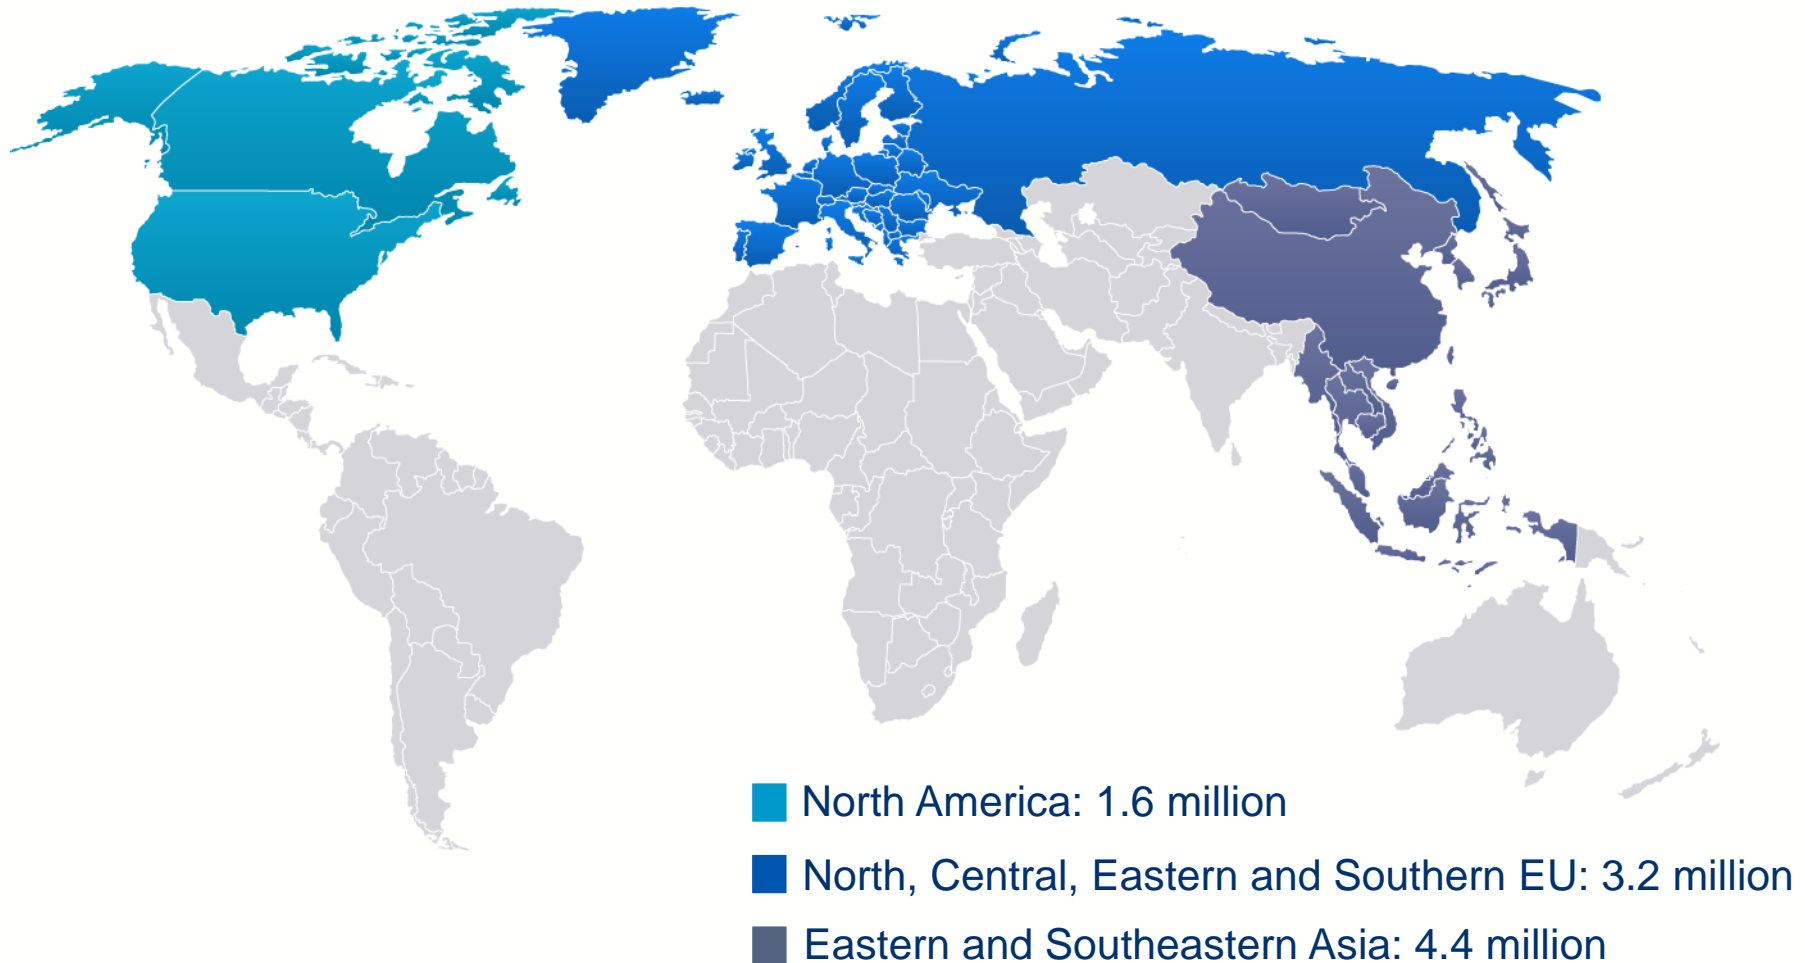 North America: 1.6 million
North, Central, Eastern and Southern EU: 3.2 million
Eastern and Southeastern Asia: 4.4 million